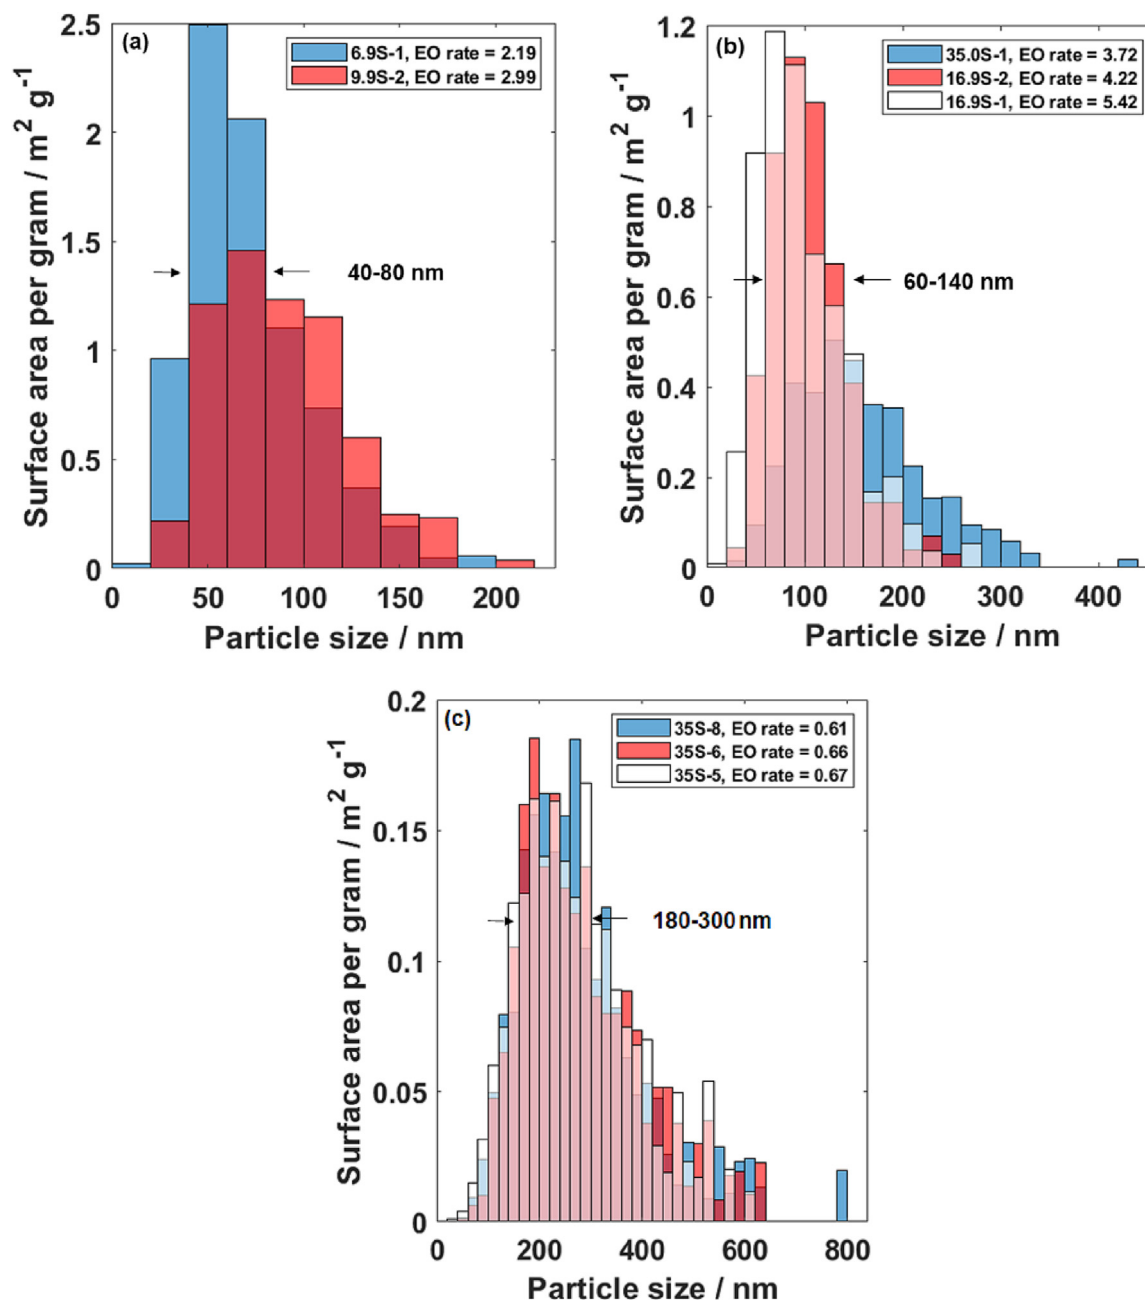 (a)
6.9S-1, EO rate = 2.19
9.9S-2, EO rate = 2.99
40-80 nm
2.5
2
1.5
1
0.5
0
Surface area per gram / m² g⁻¹
0 50 100 150 200
Particle size / nm
(b)
35.0S-1, EO rate = 3.72
16.9S-2, EO rate = 4.22
16.9S-1, EO rate = 5.42
60-140 nm
1.2
1
0.8
0.6
0.4
0.2
0
Surface area per gram / m² g⁻¹
0 100 200 300 400
Particle size / nm
(c)
35S-8, EO rate = 0.61
35S-6, EO rate = 0.66
35S-5, EO rate = 0.67
180-300 nm
0.2
0.15
0.1
0.05
0
Surface area per gram / m² g⁻¹
0 200 400 600 800
Particle size / nm